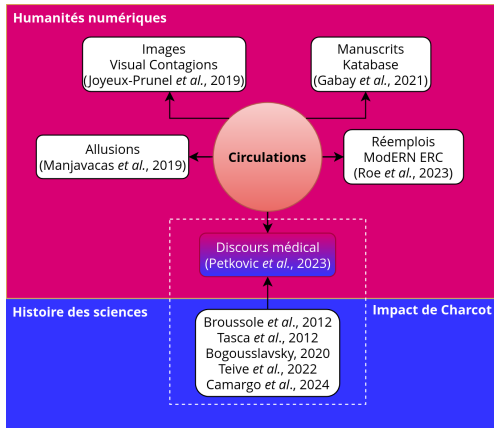 Humanités numériques
Images
Visual Contagions
(Joyeux-Prunel et al., 2019)
Manuscrits
Katabase
(Gabay et al., 2021)
Allusions
(Manjavacas et al., 2019)
Circulations
Réemplois
ModERN ERC
(Roe et al., 2023)
Discours médical
(Petkovic et al., 2023)
Histoire des sciences
Impact de Charcot
Broussole et al., 2012
Tasca et al., 2012
Bogousslavsky, 2020
Teive et al., 2022
Camargo et al., 2024